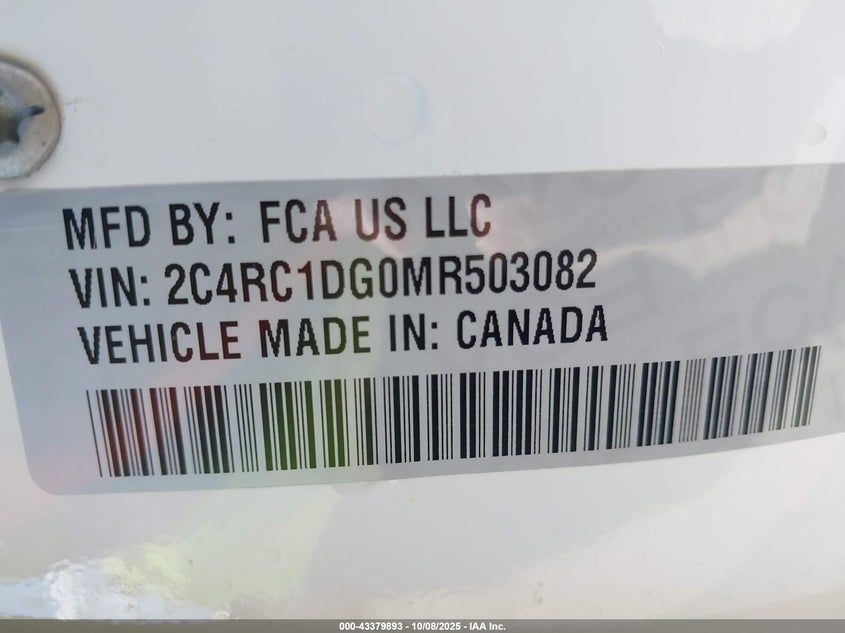 MFD BY: FCA US LLC
VIN: 2C4RC1DG0MR503082
VEHICLE MADE IN: CANADA
000-43379893 - 10/08/2025 - IAA Inc.